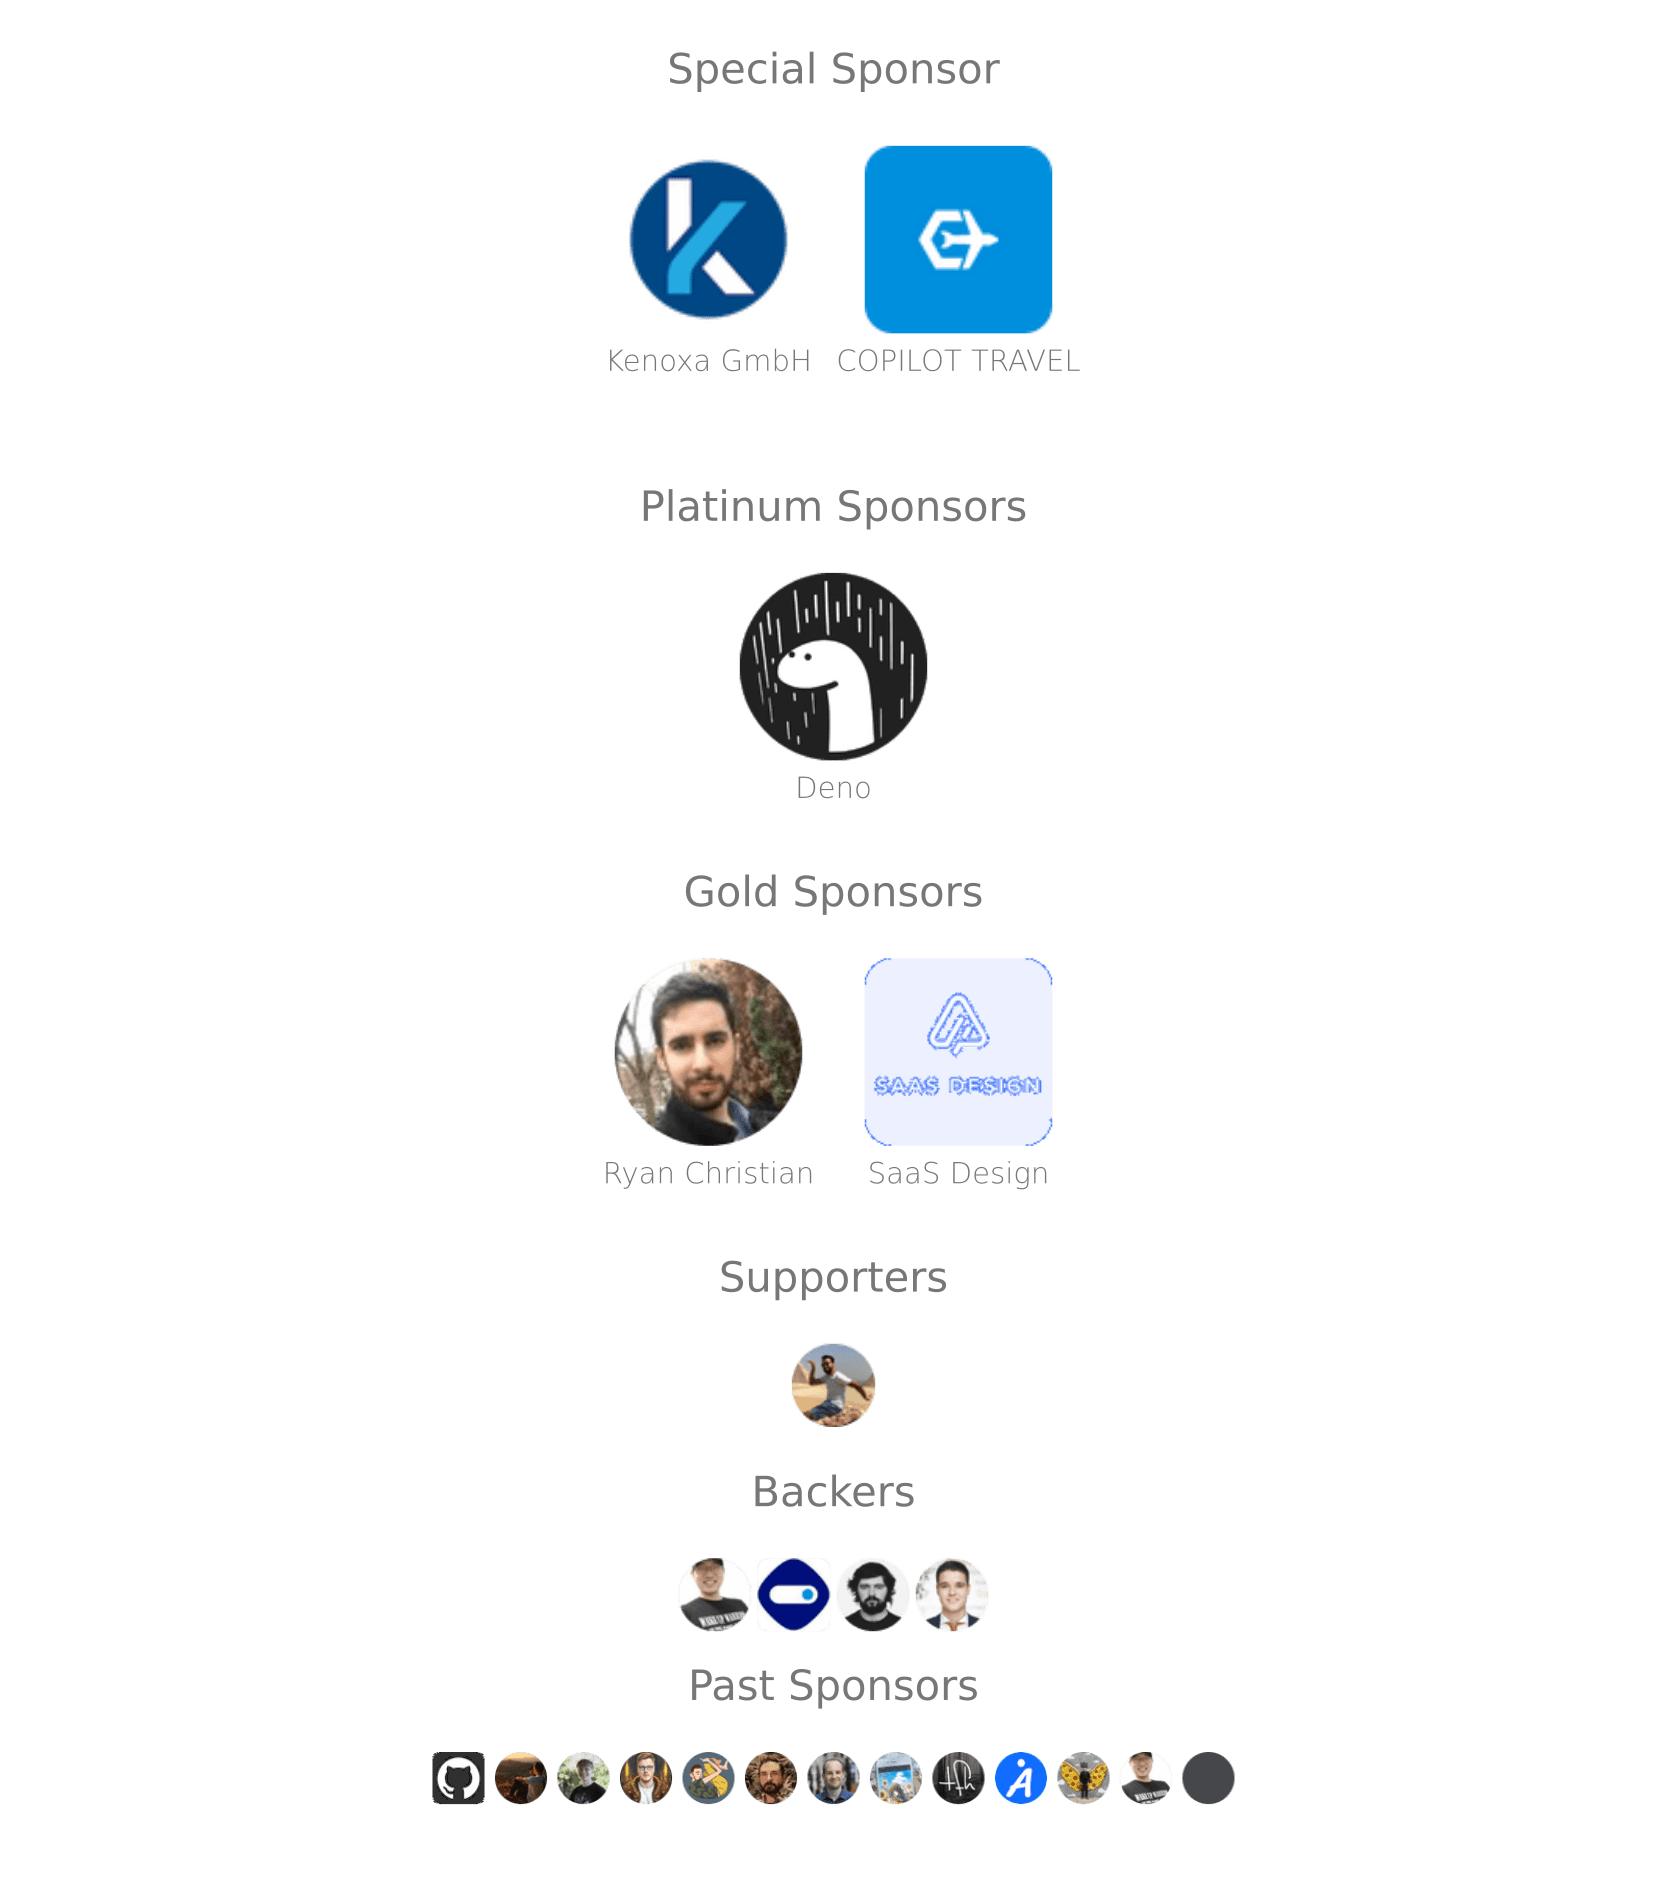 Special Sponsor
Kenoxa GmbH
COPILOT TRAVEL
Platinum Sponsors
Deno
Gold Sponsors
SAAS DESIGN
Ryan Christian
SaaS Design
Supporters
Backers
Past Sponsors
tfh